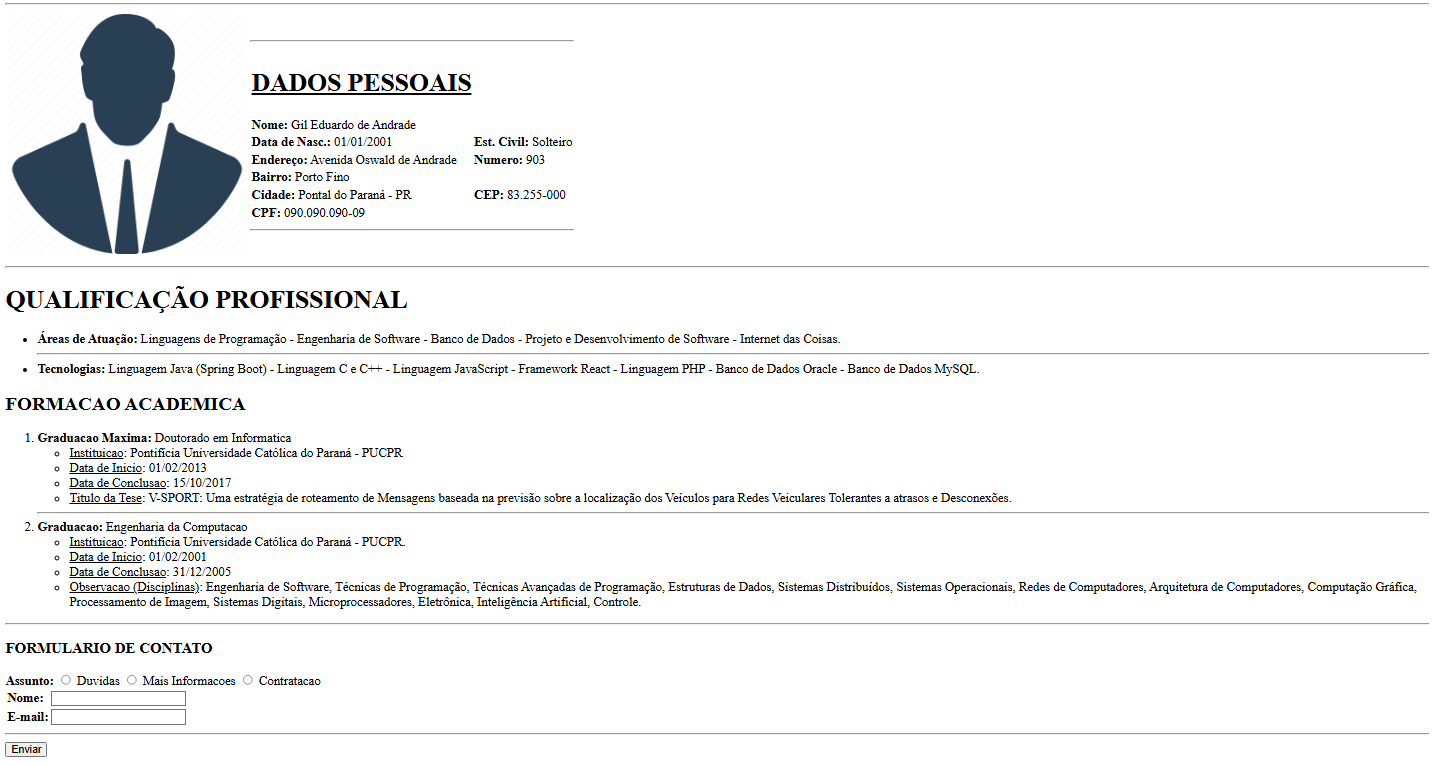 DADOS PESSOAIS
Nome: Gil Eduardo de Andrade
Data de Nasc.: 01/01/2001 Est. Civil: Solteiro
Endereço: Avenida Oswald de Andrade Numero: 903
Bairro: Porto Fino
Cidade: Pontal do Paraná - PR CEP: 83.255-000
CPF: 090.090.090-09
QUALIFICAÇÃO PROFISSIONAL
Áreas de Atuação: Linguagens de Programação - Engenharia de Software - Banco de Dados - Projeto e Desenvolvimento de Software - Internet das Coisas.
Tecnologias: Linguagem Java (Spring Boot) - Linguagem C e C++ - Linguagem JavaScript - Framework React - Linguagem PHP - Banco de Dados Oracle - Banco de Dados MySQL.
FORMACAO ACADEMICA
1. Graduacao Maxima: Doutorado em Informatica
Instituicao: Pontifícia Universidade Católica do Paraná - PUCPR
Data de Inicio: 01/02/2013
Data de Conclusao: 15/10/2017
Titulo da Tese: V-SPORT: Uma estratégia de roteamento de Mensagens baseada na previsão sobre a localização dos Veículos para Redes Veiculares Tolerantes a atrasos e Desconexões.
2. Graduacao: Engenharia da Computacao
Instituicao: Pontifícia Universidade Católica do Paraná - PUCPR.
Data de Inicio: 01/02/2001
Data de Conclusao: 31/12/2005
Observacao (Disciplinas): Engenharia de Software, Técnicas de Programação, Técnicas Avançadas de Programação, Estruturas de Dados, Sistemas Distribuídos, Sistemas Operacionais, Redes de Computadores, Arquitetura de Computadores, Computação Gráfica,
Processamento de Imagem, Sistemas Digitais, Microprocessadores, Eletrônica, Inteligência Artificial, Controle.
FORMULARIO DE CONTATO
Assunto: Duvidas Mais Informacoes Contratacao
Nome:
E-mail:
Enviar